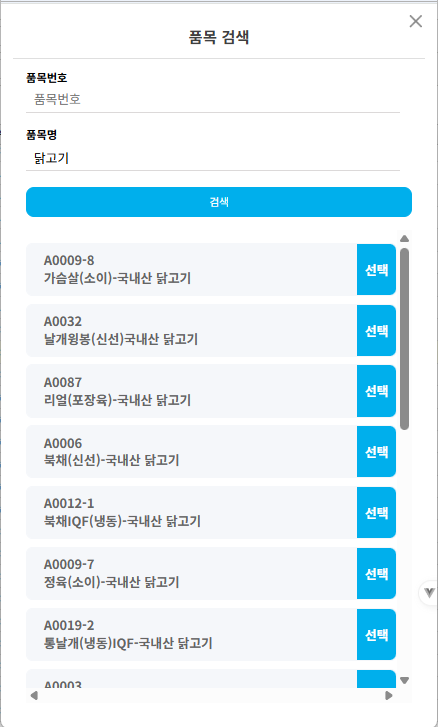 품목 검색
품목번호
품목번호
품목명
닭고기
검색
A0009-8
가슴살(소이)-국내산 닭고기
선택
A0032
날개윙봉(신선)국내산 닭고기
선택
A0087
리얼(포장육)-국내산 닭고기
선택
A0006
북채(신선)-국내산 닭고기
선택
A0012-1
북채IQF(냉동)-국내산 닭고기
선택
A0009-7
정육(소이)-국내산 닭고기
선택
A0019-2
통날개(냉동)IQF-국내산 닭고기
선택
A0003